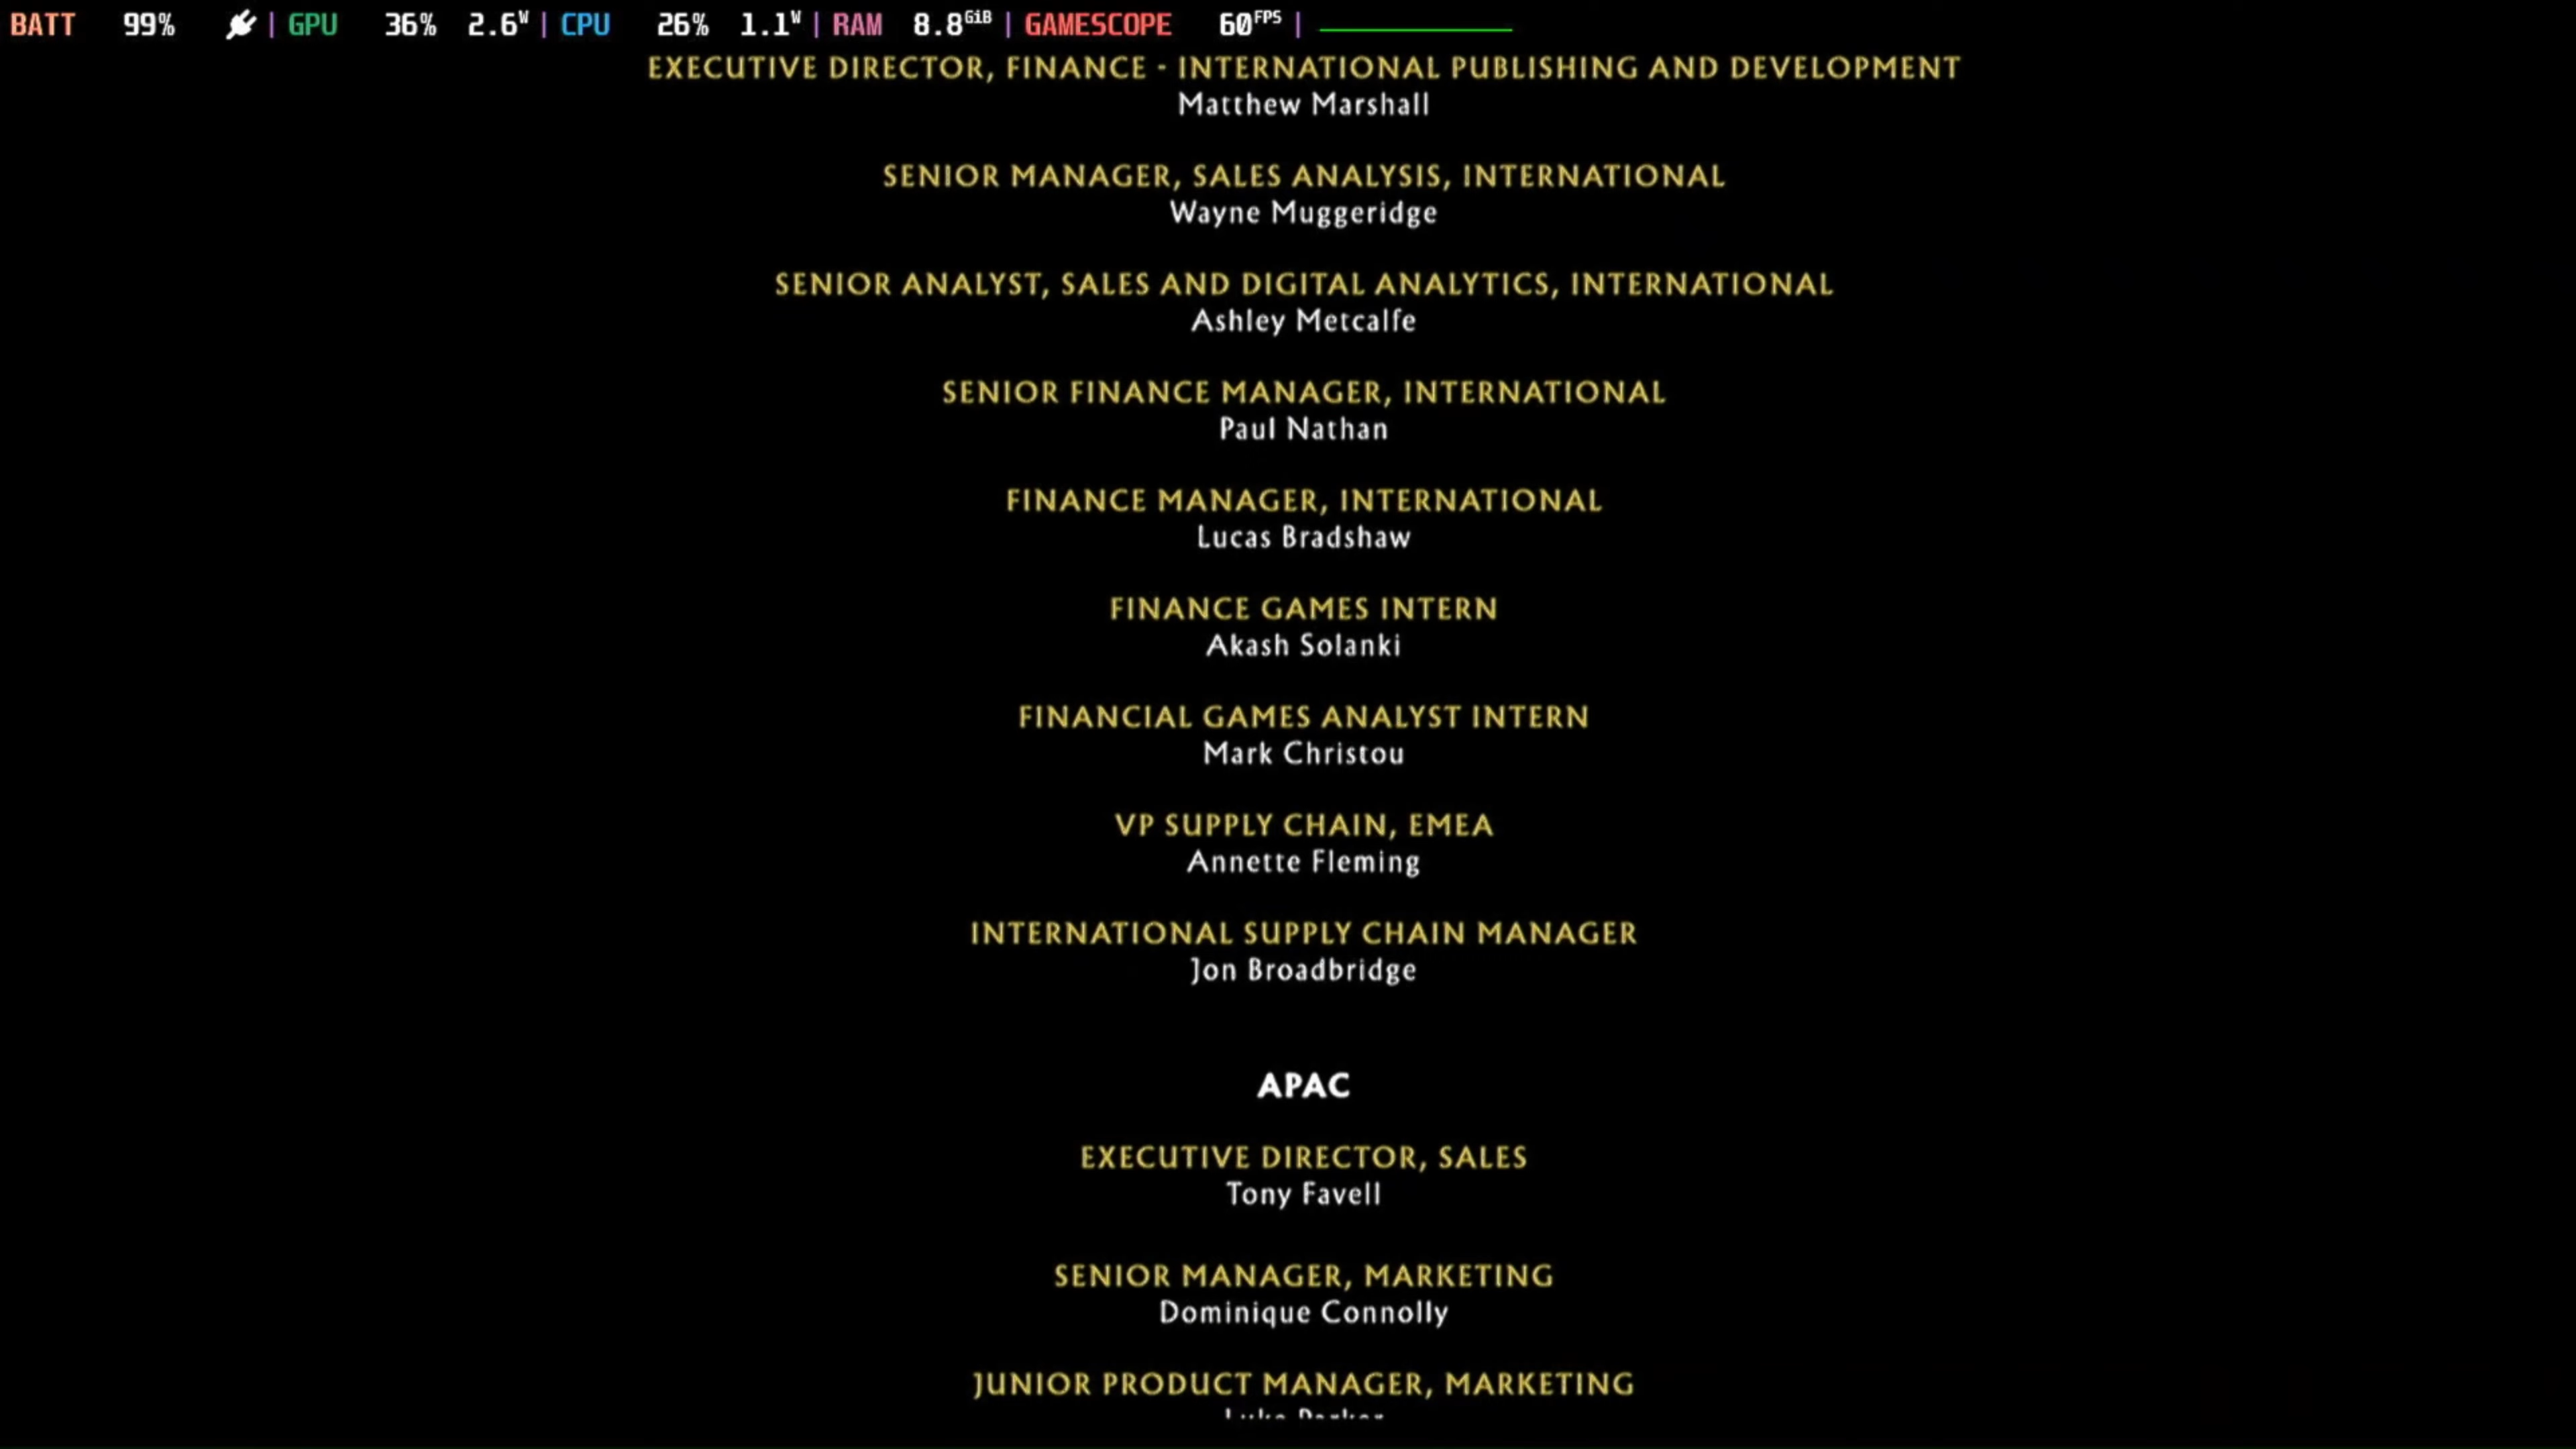 BATT 99% | GPU 36% 2.6W | CPU 26% 1.1W | RAM 8.8GiB | GAMESCOPE 60FPS |
EXECUTIVE DIRECTOR, FINANCE - INTERNATIONAL PUBLISHING AND DEVELOPMENT
Matthew Marshall
SENIOR MANAGER, SALES ANALYSIS, INTERNATIONAL
Wayne Muggeridge
SENIOR ANALYST, SALES AND DIGITAL ANALYTICS, INTERNATIONAL
Ashley Metcalfe
SENIOR FINANCE MANAGER, INTERNATIONAL
Paul Nathan
FINANCE MANAGER, INTERNATIONAL
Lucas Bradshaw
FINANCE GAMES INTERN
Akash Solanki
FINANCIAL GAMES ANALYST INTERN
Mark Christou
VP SUPPLY CHAIN, EMEA
Annette Fleming
INTERNATIONAL SUPPLY CHAIN MANAGER
Jon Broadbridge
APAC
EXECUTIVE DIRECTOR, SALES
Tony Favell
SENIOR MANAGER, MARKETING
Dominique Connolly
JUNIOR PRODUCT MANAGER, MARKETING